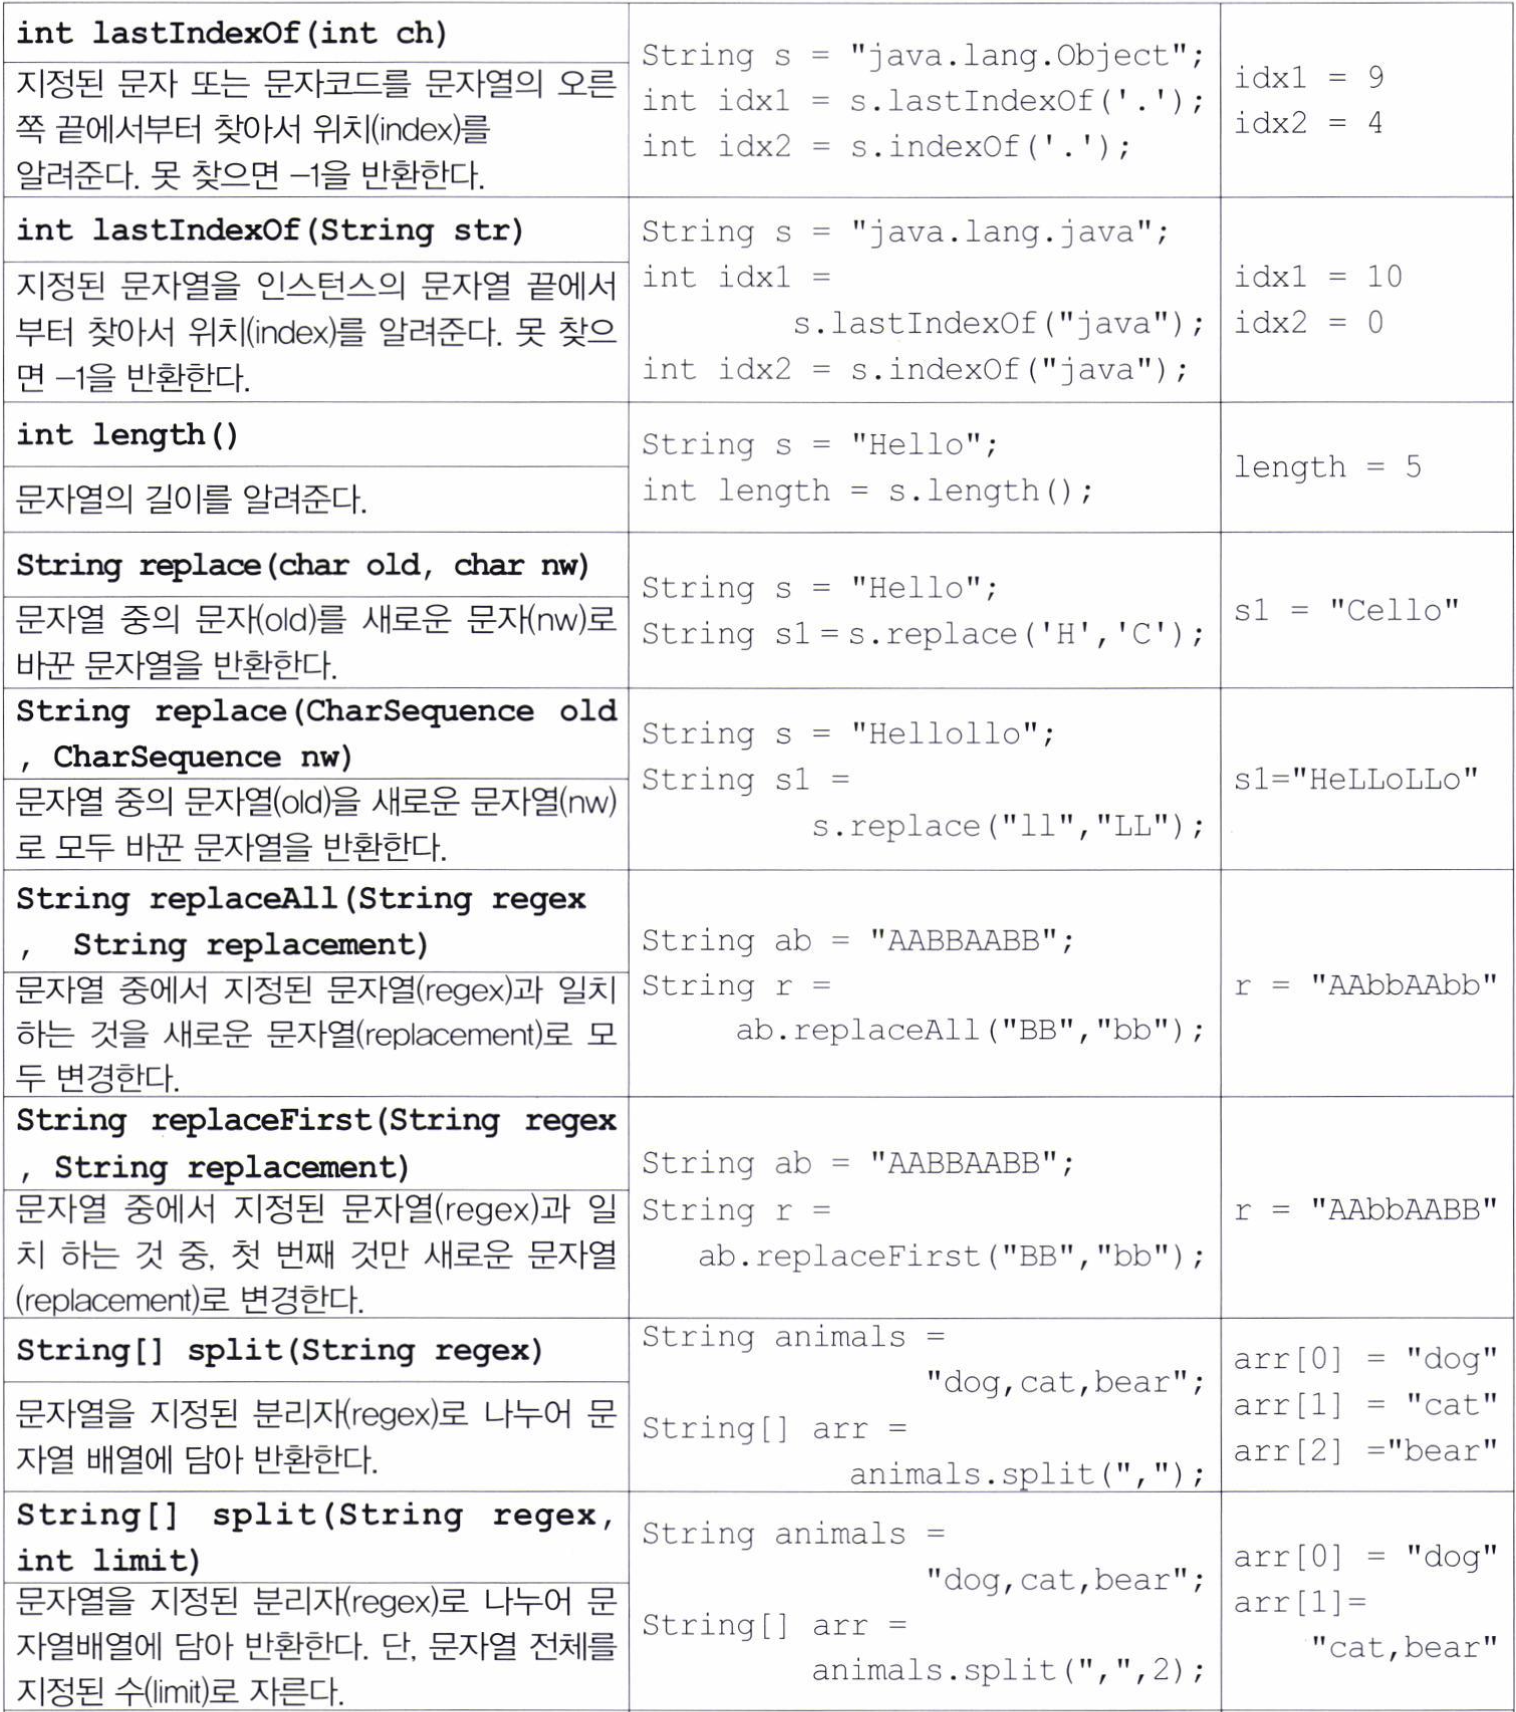 int lastIndexOf(int ch)
지정된 문자 또는 문자코드를 문자열의 오른
쪽 끝에서부터 찾아서 위치(index)를
알려준다. 못 찾으면 –1을 반환한다.
String s = "java.lang.Object";
int idx1 = s.lastIndexOf('.');
int idx2 = s.indexOf('.');
idx1 = 9
idx2 = 4
int lastIndexOf(String str)
지정된 문자열을 인스턴스의 문자열 끝에서
부터 찾아서 위치(index)를 알려준다. 못 찾으
면 –1을 반환한다.
String s = "java.lang.java";
int idx1 =
s.lastIndexOf("java");
int idx2 = s.indexOf("java");
idx1 = 10
idx2 = 0
int length()
문자열의 길이를 알려준다.
String s = "Hello";
int length = s.length();
length = 5
String replace(char old, char nw)
문자열 중의 문자(old)를 새로운 문자(nw)로
바꾼 문자열을 반환한다.
String s = "Hello";
String s1 = s.replace('H','C');
s1 = "Cello"
String replace(CharSequence old
, CharSequence nw)
문자열 중의 문자열(old)을 새로운 문자열(nw)
로 모두 바꾼 문자열을 반환한다.
String s = "Hellollo";
String s1 =
s.replace("ll","LL");
s1="HeLLoLLo"
String replaceAll(String regex
, String replacement)
문자열 중에서 지정된 문자열(regex)과 일치
하는 것을 새로운 문자열(replacement)로 모
두 변경한다.
String ab = "AABBAABB";
String r =
ab.replaceAll("BB","bb");
r = "AAbbAAbb"
String replaceFirst(String regex
, String replacement)
문자열 중에서 지정된 문자열(regex)과 일
치 하는 것 중, 첫 번째 것만 새로운 문자열
(replacement)로 변경한다.
String ab = "AABBAABB";
String r =
ab.replaceFirst("BB","bb");
r = "AAbbAABB"
String[] split(String regex)
문자열을 지정된 분리자(regex)로 나누어 문
자열 배열에 담아 반환한다.
String animals =
"dog,cat,bear";
String[] arr =
animals.split(",");
arr[0] = "dog"
arr[1] = "cat"
arr[2] ="bear"
String[] split(String regex,
int limit)
문자열을 지정된 분리자(regex)로 나누어 문
자열배열에 담아 반환한다. 단, 문자열 전체를
지정된 수(limit)로 자른다.
String animals =
"dog,cat,bear";
String[] arr =
animals.split(",",2);
arr[0] = "dog"
arr[1]=
"cat,bear"